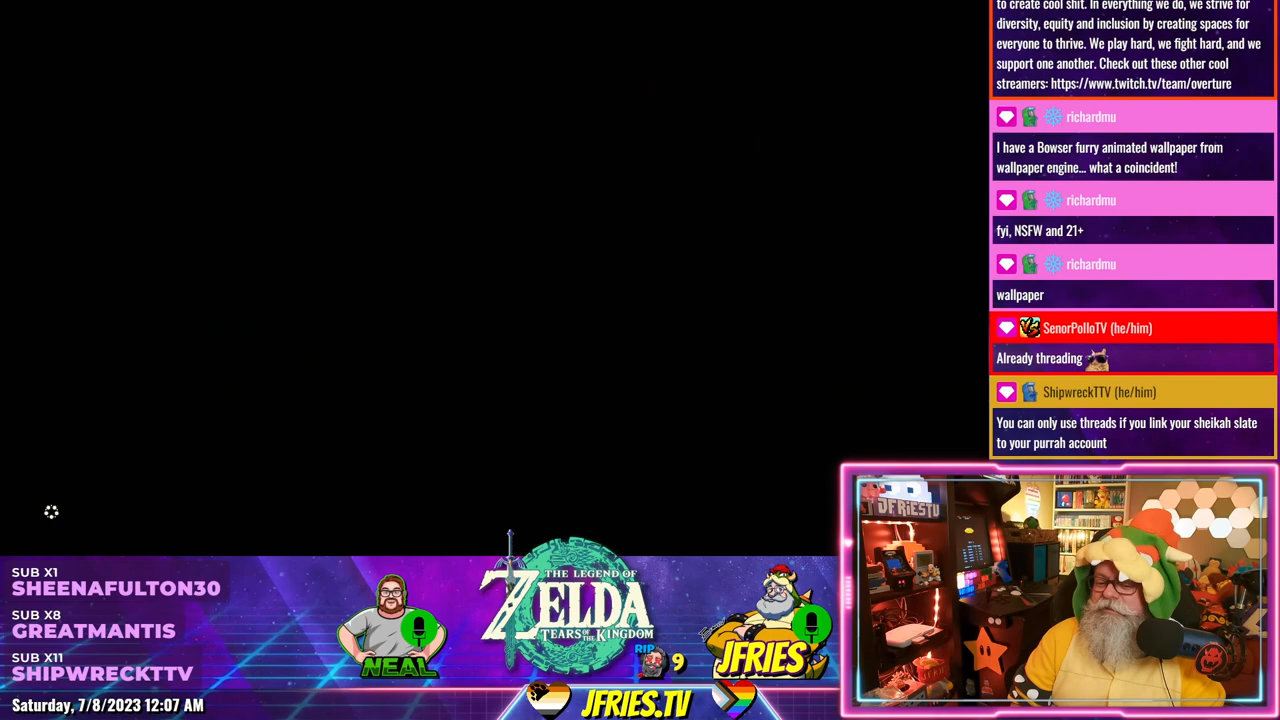 to create cool shit. In everything we do, we strive for
diversity, equity and inclusion by creating spaces for
everyone to thrive. We play hard, we fight hard, and we
support one another. Check out these other cool
streamers: https://www.twitch.tv/team/overture
richardmu
I have a Bowser furry animated wallpaper from
wallpaper engine... what a coincident!
richardmu
fyi, NSFW and 21+
richardmu
wallpaper
SenorPolloTV (he/him)
Already threading
ShipwreckTTV (he/him)
You can only use threads if you link your sheikah slate
to your purrah account
JFRIESTV
SUB X1
SHEENAFULTON30
SUB X8
GREATMANTIS
SUB X11
SHIPWRECKTTV
Saturday, 7/8/2023 12:07 AM
NEAL
THE LEGEND OF
ZELDA
TEARS OF THE KINGDOM
RIP
9
JFRIES
JFRIES.TV